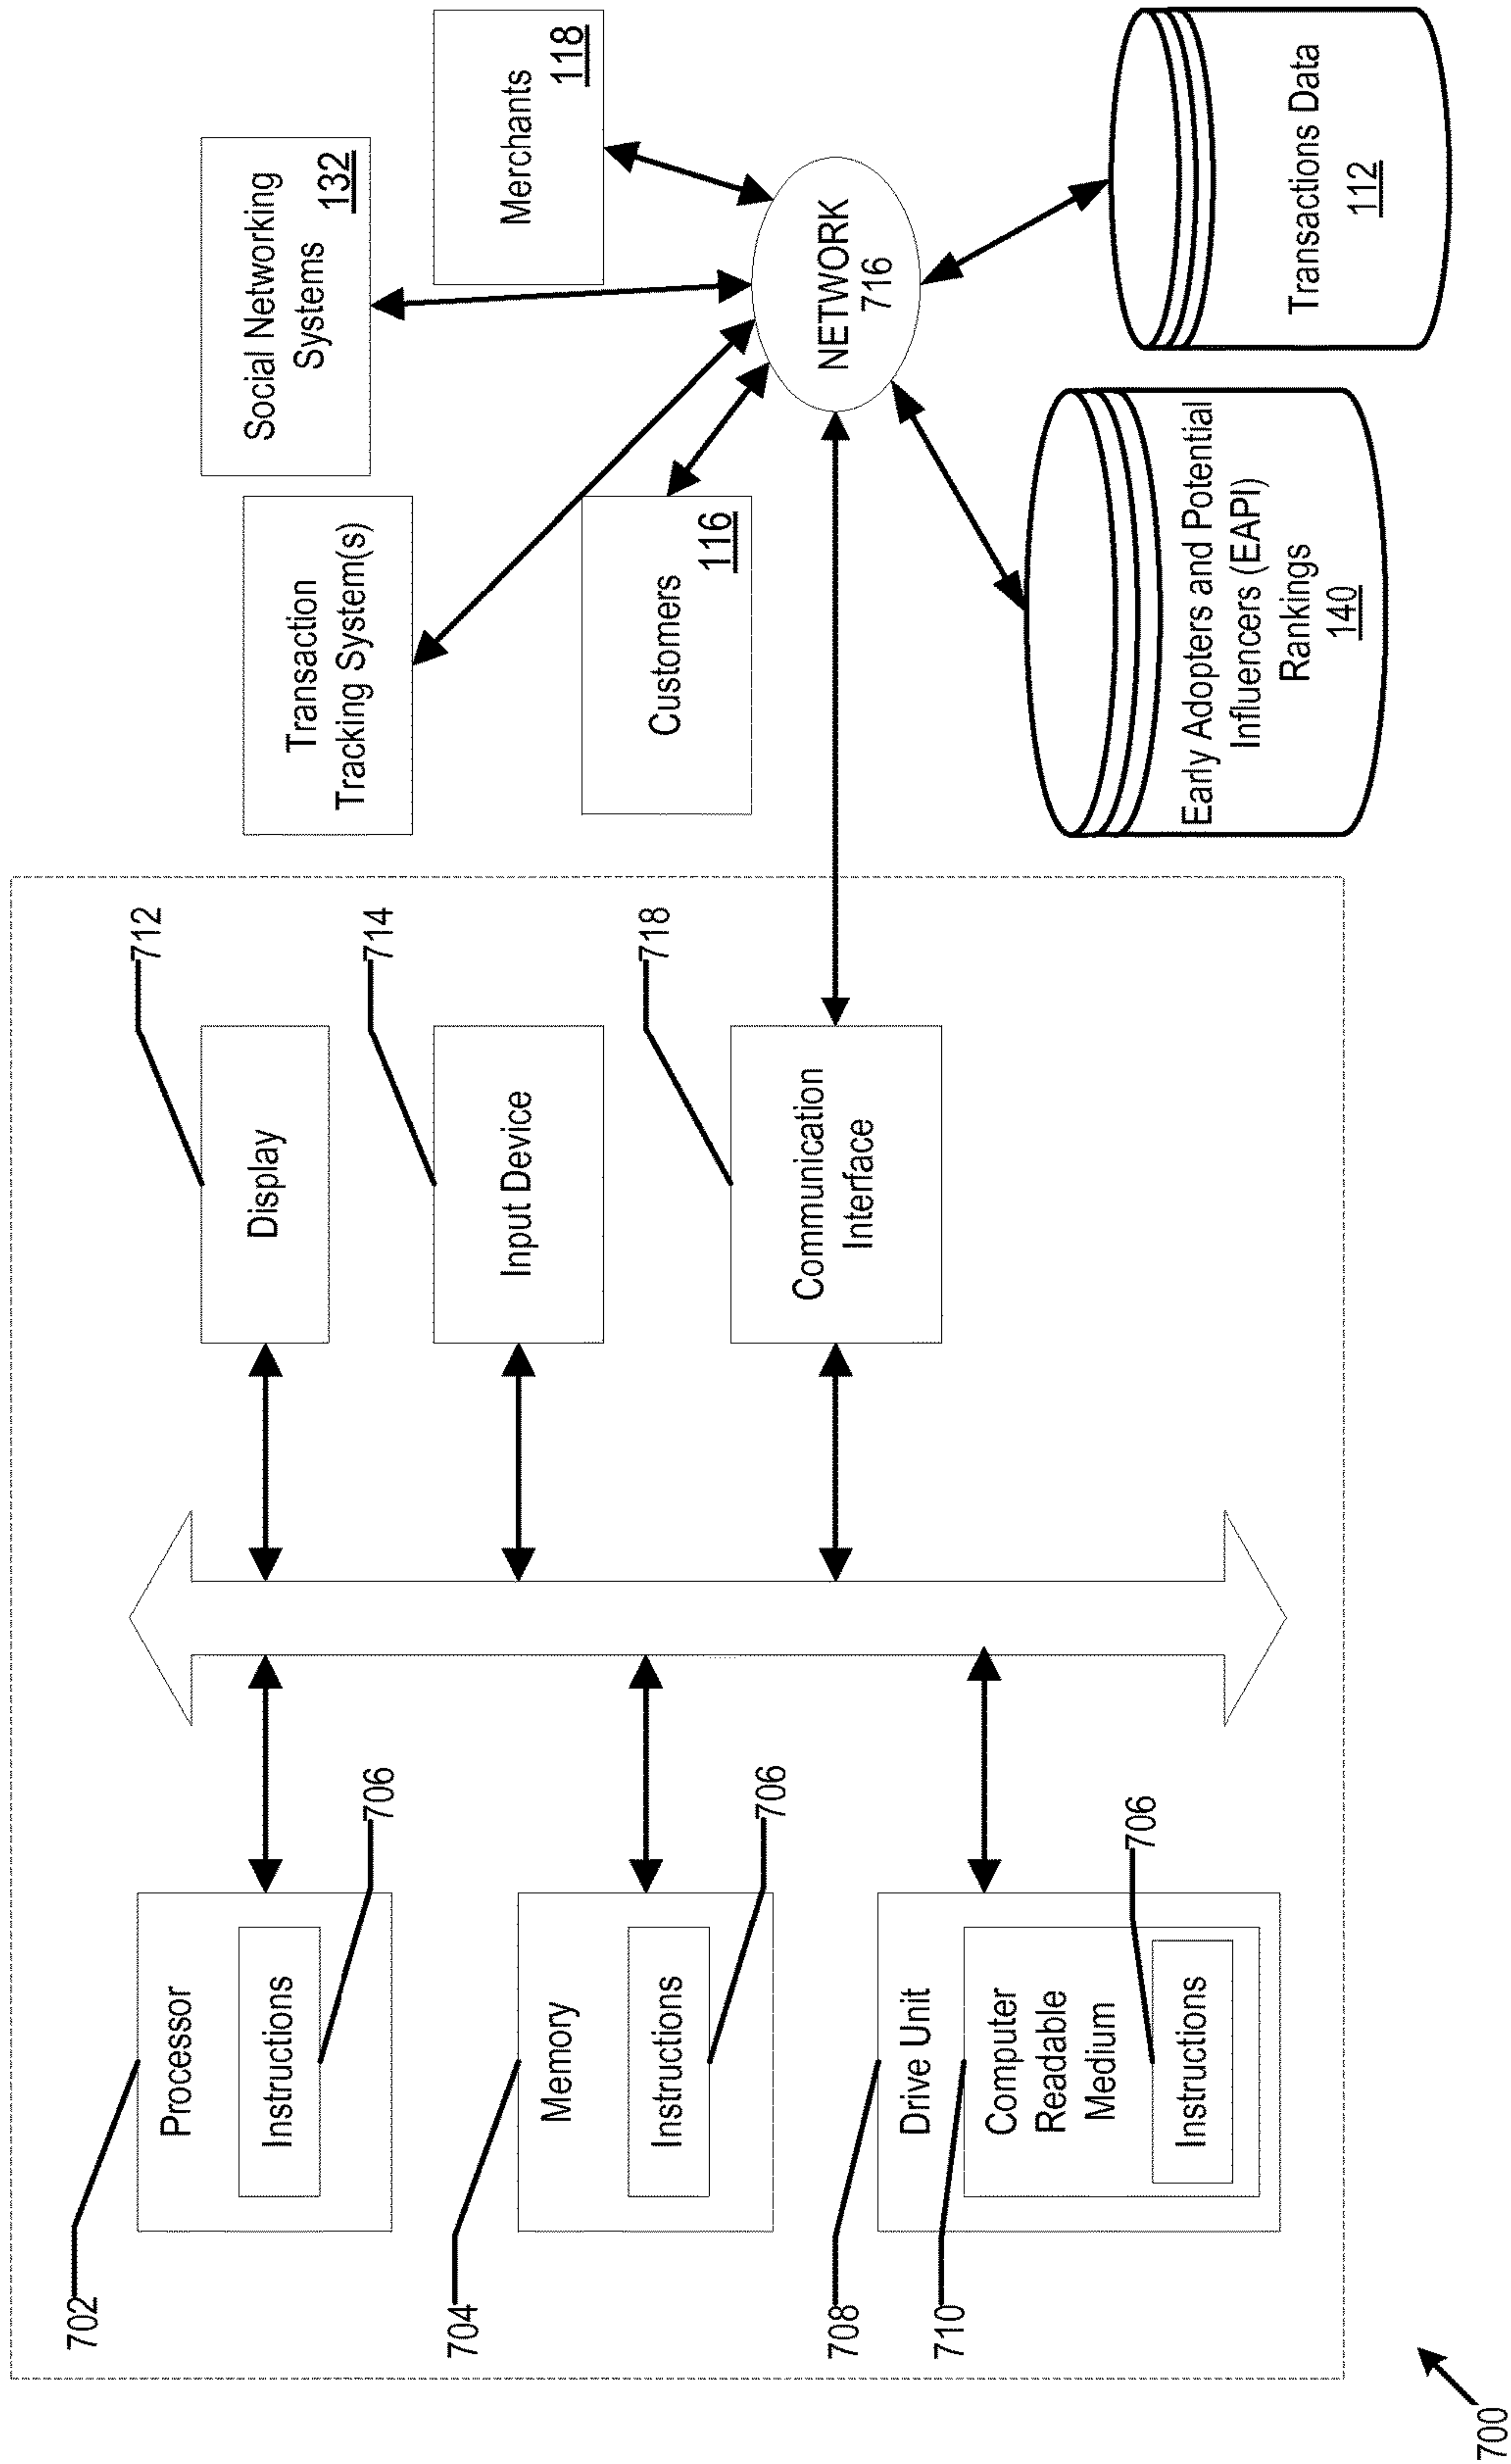 700
702
Processor
Instructions
706
704
Memory
Instructions
706
708
Drive Unit
710
Computer
Readable
Medium
706
Instructions
712
Display
714
Input Device
718
Communication
Interface
Transaction
Tracking System(s)
Social Networking
Systems
132
Customers
116
Merchants
118
NETWORK
716
Early Adopters and Potential
Influencers (EAPI)
Rankings
140
Transactions Data
112